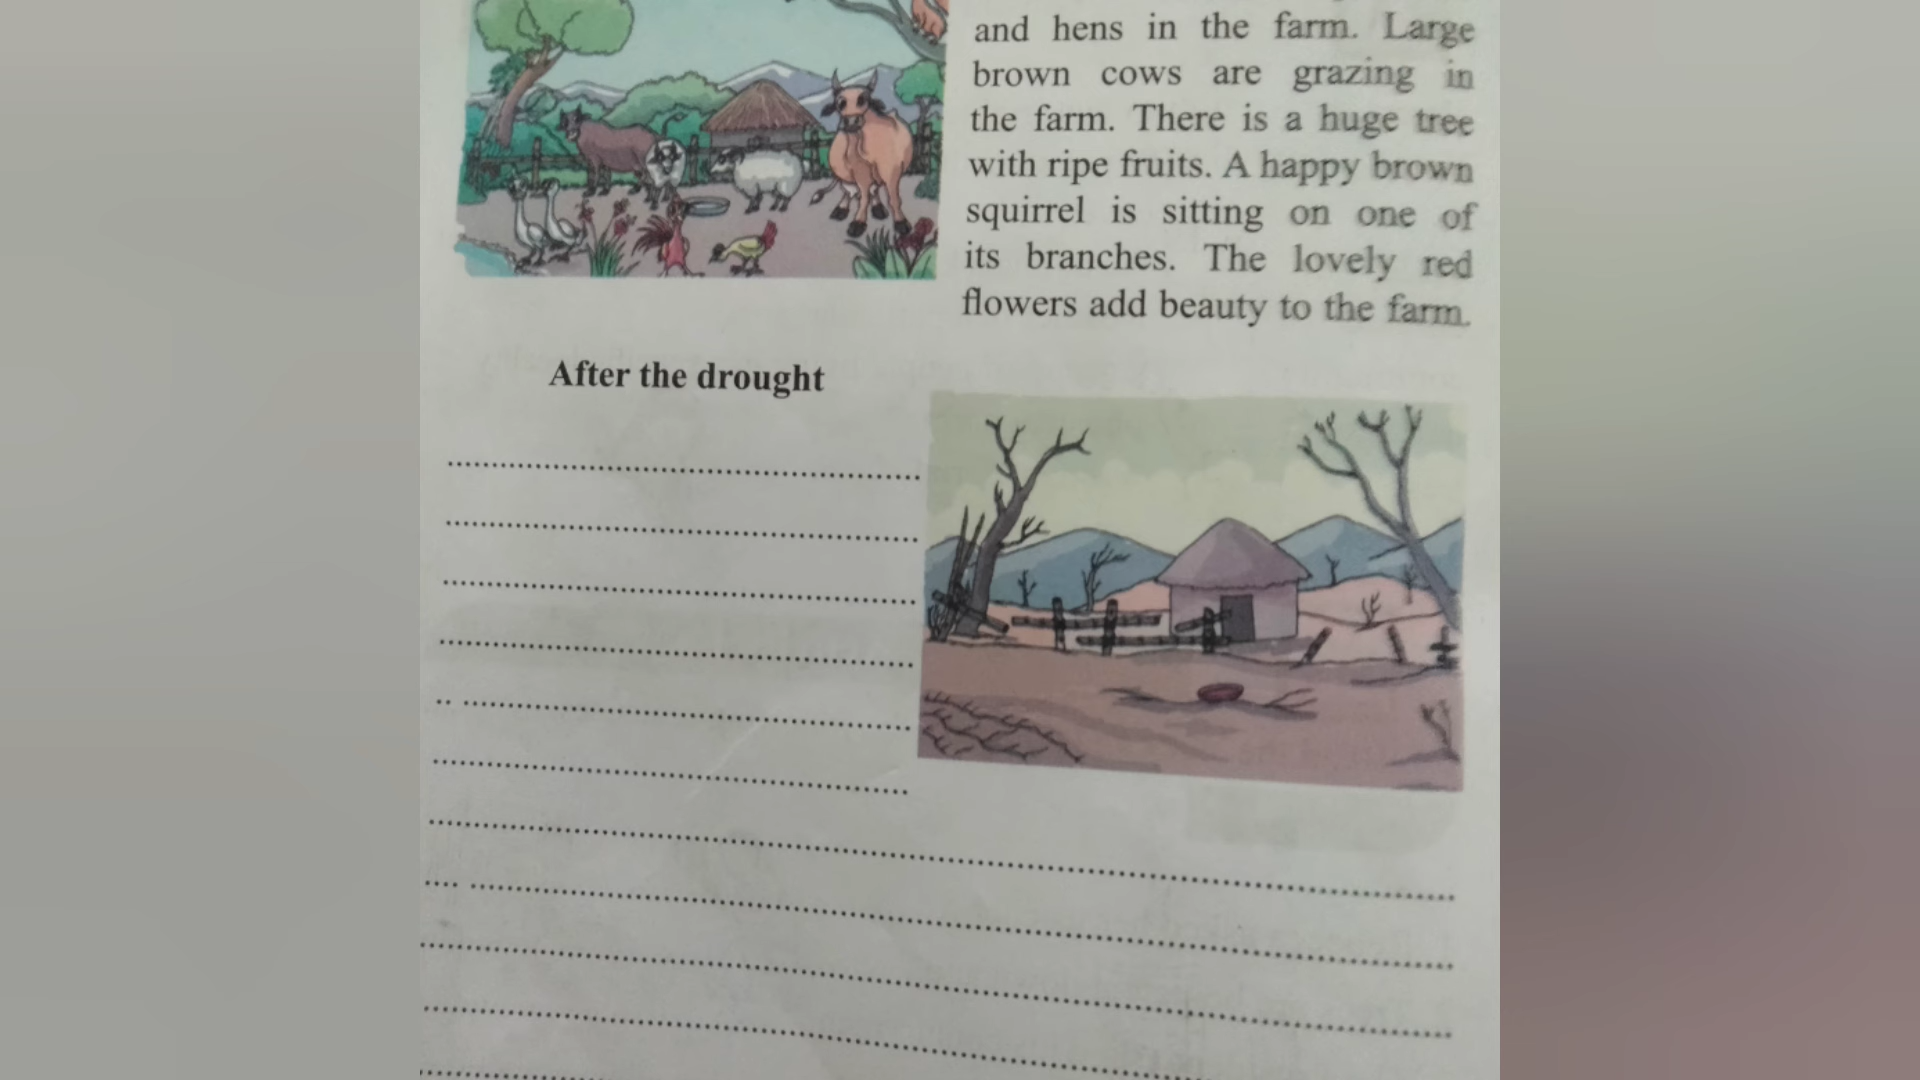 and hens in the farm. Large
brown cows are grazing in
the farm. There is a huge tree
with ripe fruits. A happy brown
squirrel is sitting on one of
its branches. The lovely red
flowers add beauty to the farm.
After the drought